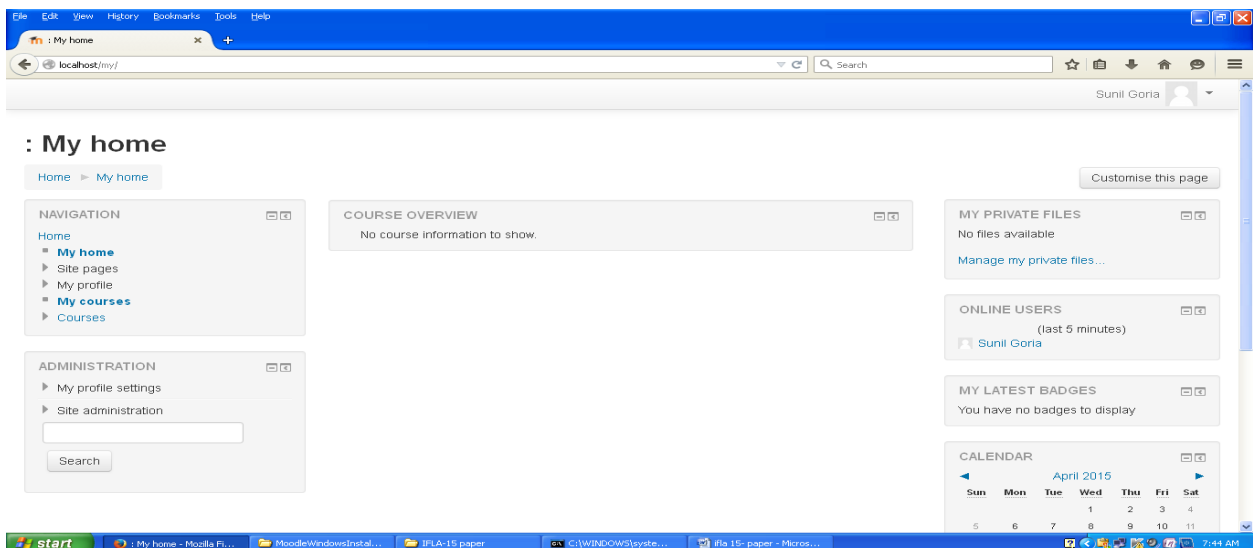 File Edit View History Bookmarks Tools Help
: My home
localhost/my/
Search
Sunil Goria
: My home
Home My home
Customise this page
NAVIGATION
Home
My home
Site pages
My profile
My courses
Courses
ADMINISTRATION
My profile settings
Site administration
Search
COURSE OVERVIEW
No course information to show.
MY PRIVATE FILES
No files available
Manage my private files...
ONLINE USERS
(last 5 minutes)
Sunil Goria
MY LATEST BADGES
You have no badges to display
CALENDAR
April 2015
Sun Mon Tue Wed Thu Fri Sat
1 2 3 4
5 6 7 8 9 10 11
start : My home - Mozilla Fi... MoodleWindowsInstal... IFLA-15 paper C:\WINDOWS\syste... ifla 15- paper - Micros... 7:44 AM